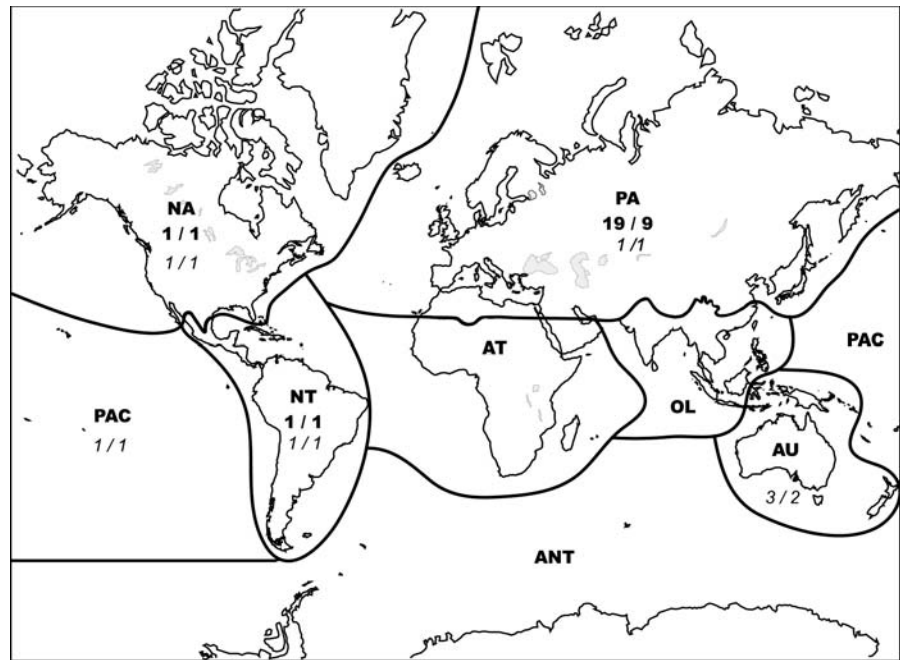 NA
1 / 1
1 / 1
PA
19 / 9
1/1
AT
PAC
PAC
1 / 1
NT
1 / 1
1 / 1
OL
AU
3 / 2
ANT